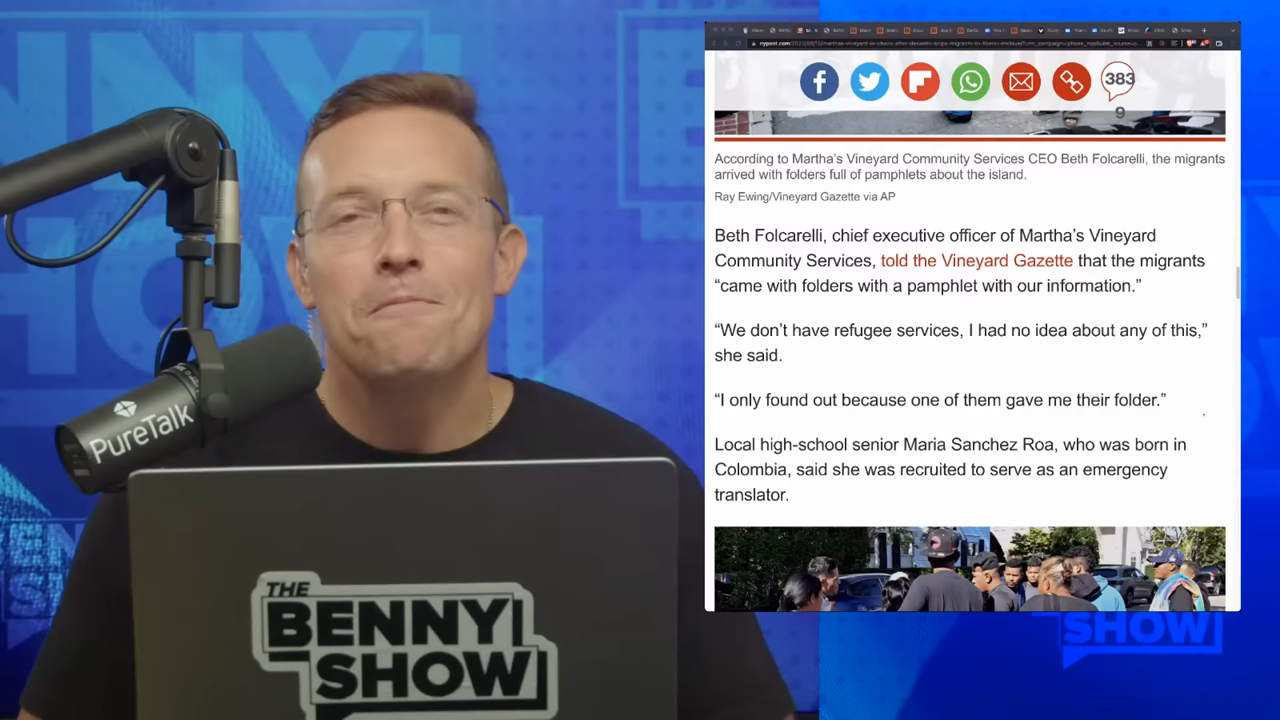 BENNY
SHOW
PureTalk
THE
BENNY
SHOW
383
9
According to Martha's Vineyard Community Services CEO Beth Folcarelli, the migrants
arrived with folders full of pamphlets about the island.
Ray Ewing/Vineyard Gazette via AP
Beth Folcarelli, chief executive officer of Martha's Vineyard
Community Services, told the Vineyard Gazette that the migrants
“came with folders with a pamphlet with our information.”
“We don't have refugee services, I had no idea about any of this,”
she said.
“I only found out because one of them gave me their folder.”
Local high-school senior Maria Sanchez Roa, who was born in
Colombia, said she was recruited to serve as an emergency
translator.
SHOW